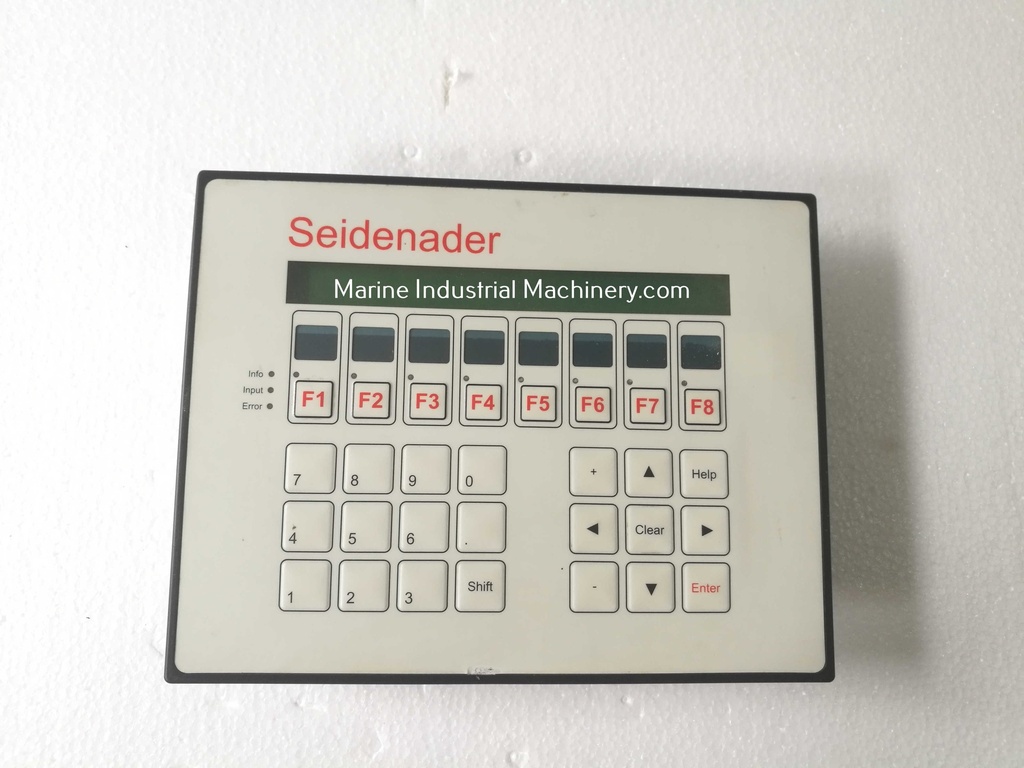 Seidenader
Marine Industrial Machinery.com
Info
Input
Error
F1 F2 F3 F4 F5 F6 F7 F8
7 8 9 0 + ▲ Help
4 5 6 . ◄ Clear ►
1 2 3 Shift - ▼ Enter